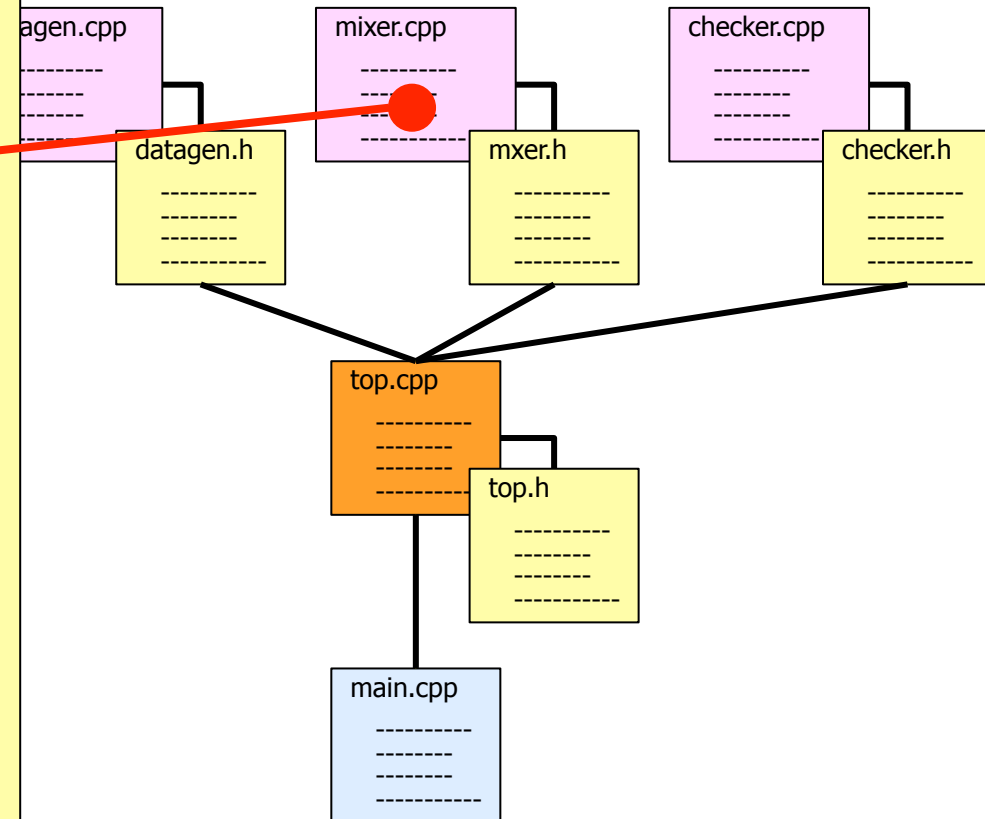 agen.cpp
mixer.cpp
checker.cpp
datagen.h
mxer.h
checker.h
top.cpp
top.h
main.cpp